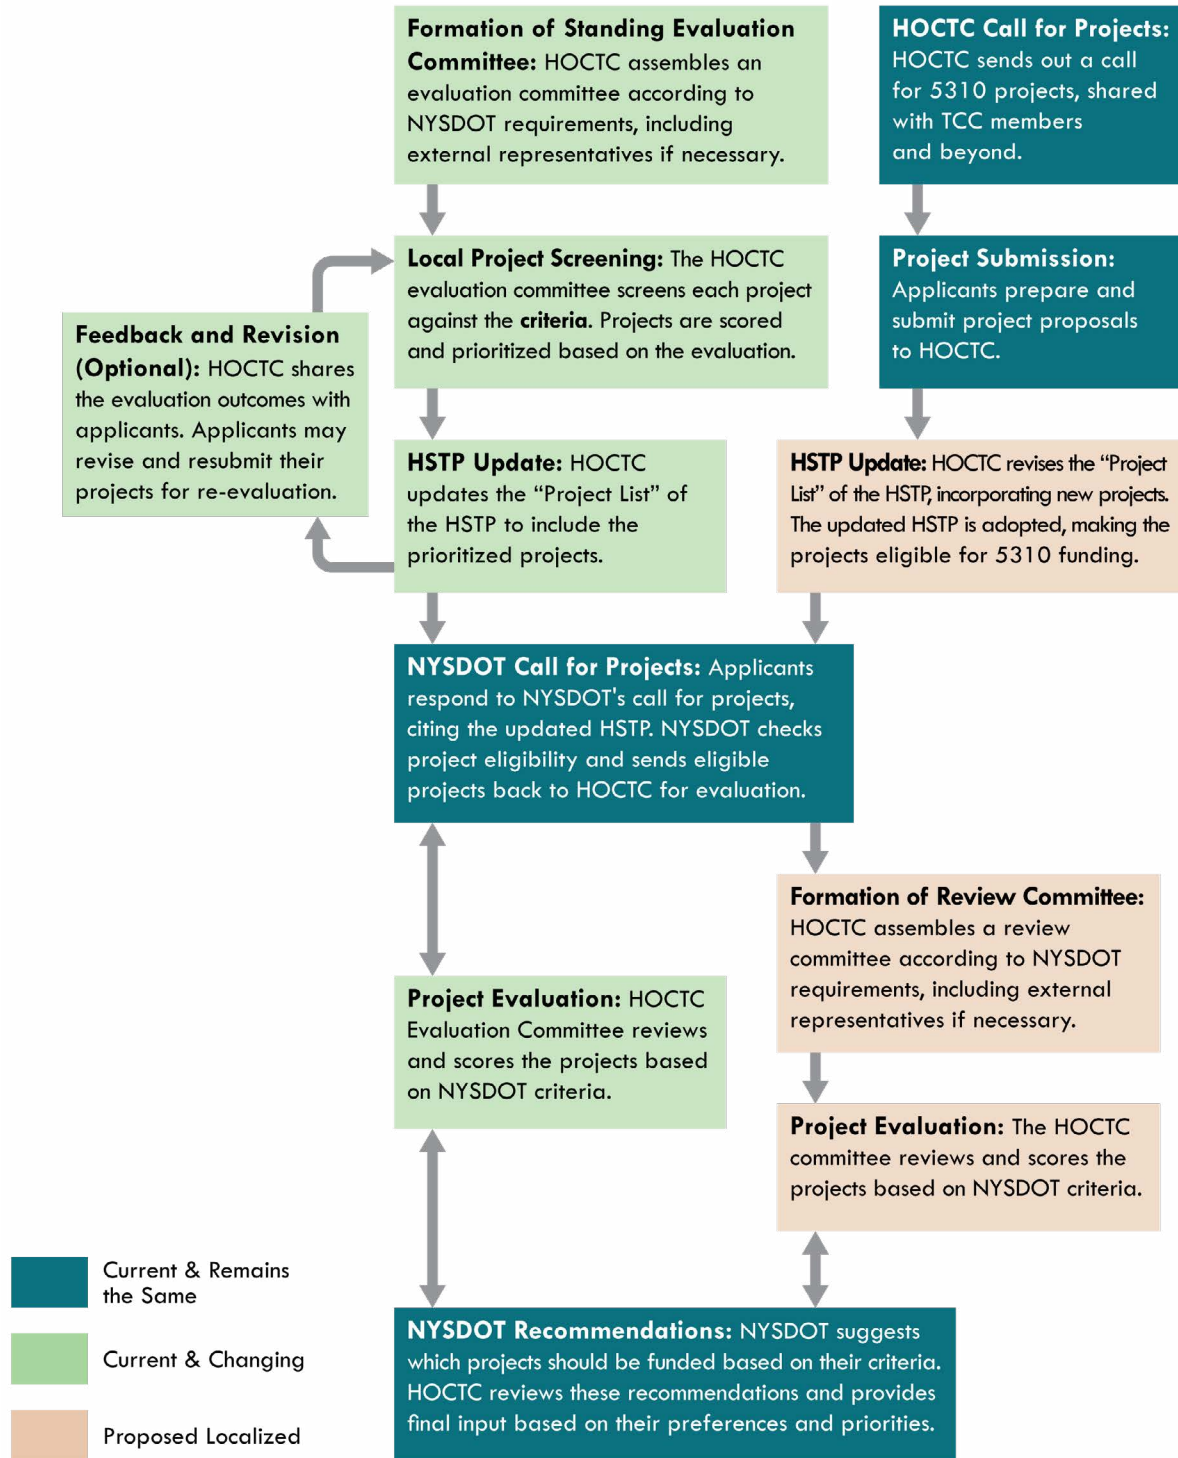 Formation of Standing Evaluation
Committee: HOCTC assembles an
evaluation committee according to
NYSDOT requirements, including
external representatives if necessary.
HOCTC Call for Projects:
HOCTC sends out a call
for 5310 projects, shared
with TCC members
and beyond.
Local Project Screening: The HOCTC
evaluation committee screens each project
against the criteria. Projects are scored
and prioritized based on the evaluation.
Project Submission:
Applicants prepare and
submit project proposals
to HOCTC.
Feedback and Revision
(Optional): HOCTC shares
the evaluation outcomes with
applicants. Applicants may
revise and resubmit their
projects for re-evaluation.
HSTP Update: HOCTC
updates the “Project List” of
the HSTP to include the
prioritized projects.
HSTP Update: HOCTC revises the “Project
List” of the HSTP, incorporating new projects.
The updated HSTP is adopted, making the
projects eligible for 5310 funding.
NYSDOT Call for Projects: Applicants
respond to NYSDOT's call for projects,
citing the updated HSTP. NYSDOT checks
project eligibility and sends eligible
projects back to HOCTC for evaluation.
Formation of Review Committee:
HOCTC assembles a review
committee according to NYSDOT
requirements, including external
representatives if necessary.
Project Evaluation: HOCTC
Evaluation Committee reviews
and scores the projects based
on NYSDOT criteria.
Project Evaluation: The HOCTC
committee reviews and scores the
projects based on NYSDOT criteria.
NYSDOT Recommendations: NYSDOT suggests
which projects should be funded based on their criteria.
HOCTC reviews these recommendations and provides
final input based on their preferences and priorities.
Current & Remains
the Same
Current & Changing
Proposed Localized